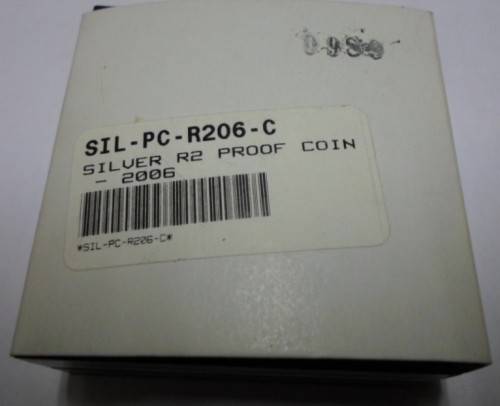 SIL-PC-R206-C
SILVER R2 PROOF COIN
- 2006
*SIL-PC-R206-C*